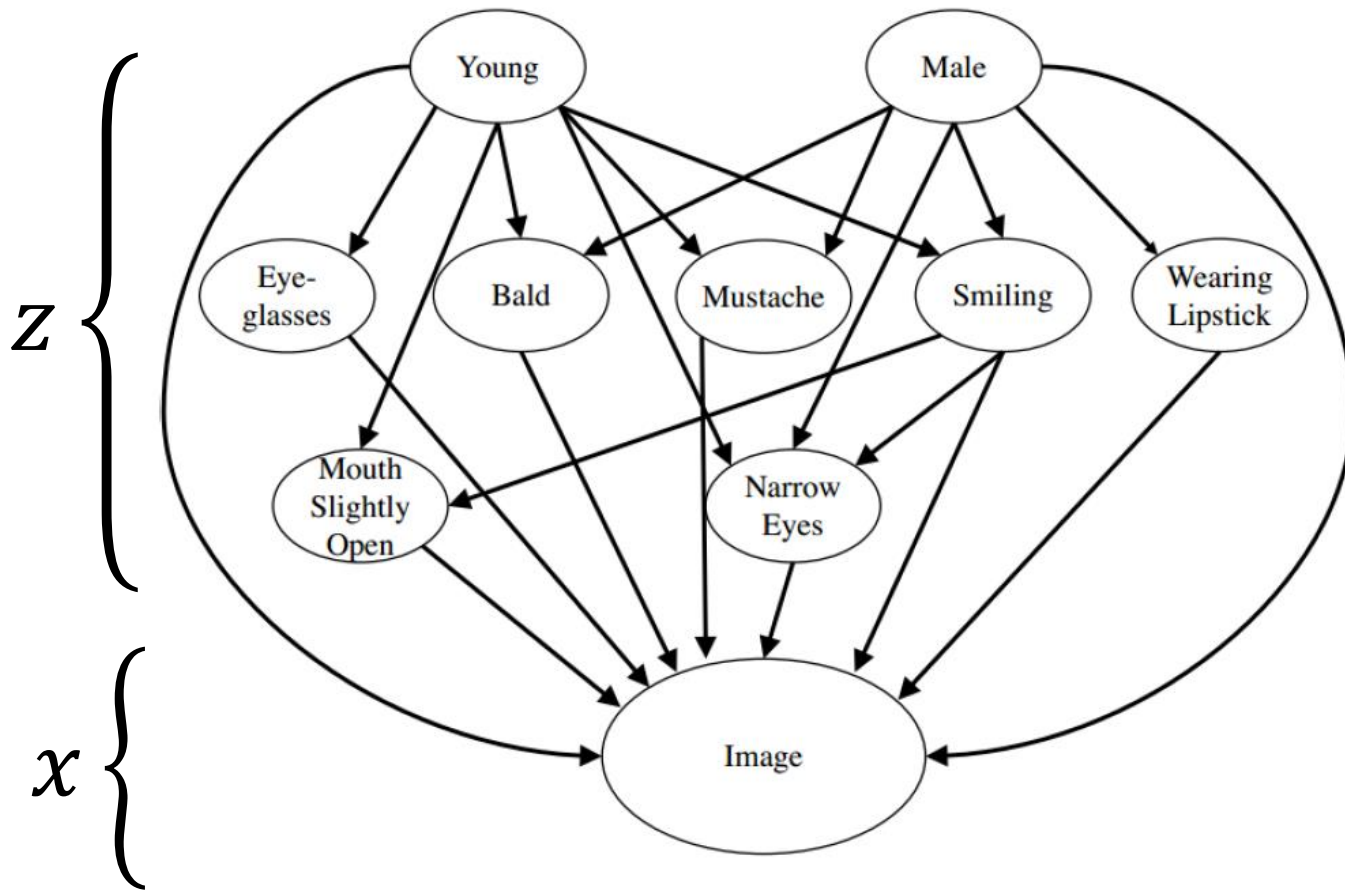 Young
Male
Eye-
glasses
Bald
Mustache
Smiling
Wearing
Lipstick
z
Mouth
Slightly
Open
Narrow
Eyes
x
Image